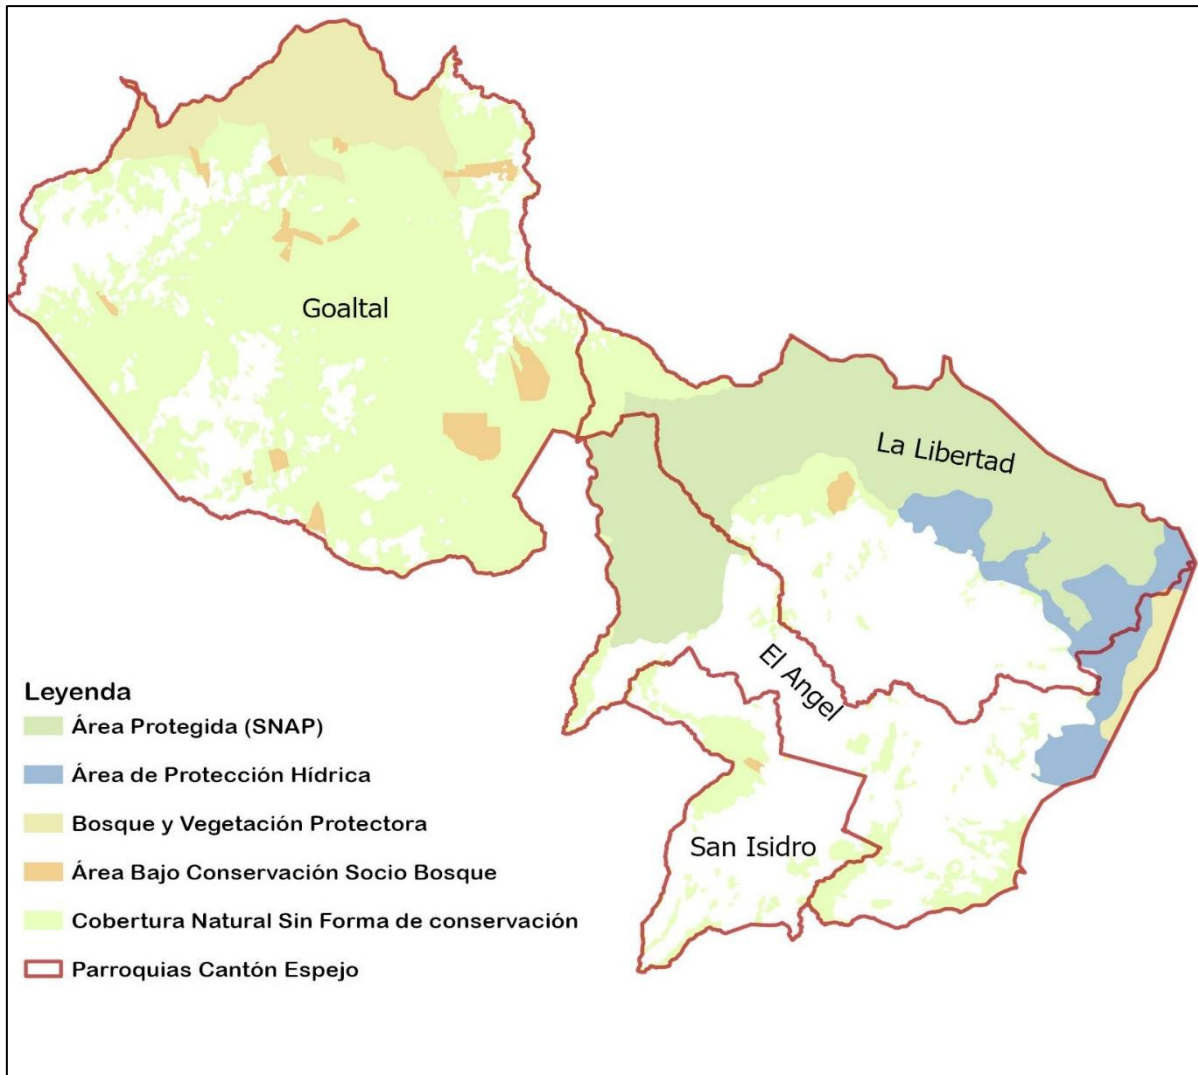 Goaltal
La Libertad
El Angel
San Isidro
Leyenda
Área Protegida (SNAP)
Área de Protección Hídrica
Bosque y Vegetación Protectora
Área Bajo Conservación Socio Bosque
Cobertura Natural Sin Forma de conservación
Parroquias Cantón Espejo